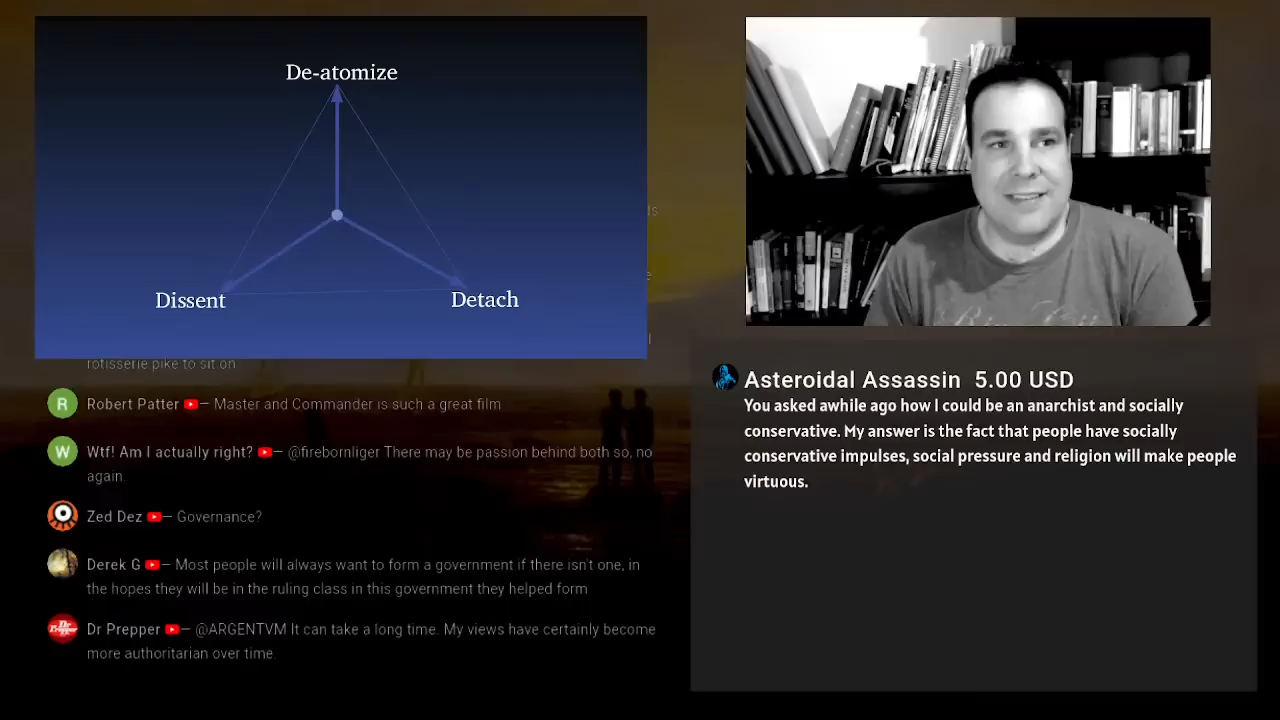 De-atomize
Dissent
Detach
rotisserie pike to sit on
Robert Patter — Master and Commander is such a great film
Wtf! Am I actually right? — @firebornliger There may be passion behind both so, no
again.
Zed Dez — Governance?
Derek G — Most people will always want to form a government if there isn't one, in
the hopes they will be in the ruling class in this government they helped form
Dr Prepper — @ARGENTVM It can take a long time. My views have certainly become
more authoritarian over time.
Asteroidal Assassin 5.00 USD
You asked awhile ago how I could be an anarchist and socially
conservative. My answer is the fact that people have socially
conservative impulses, social pressure and religion will make people
virtuous.